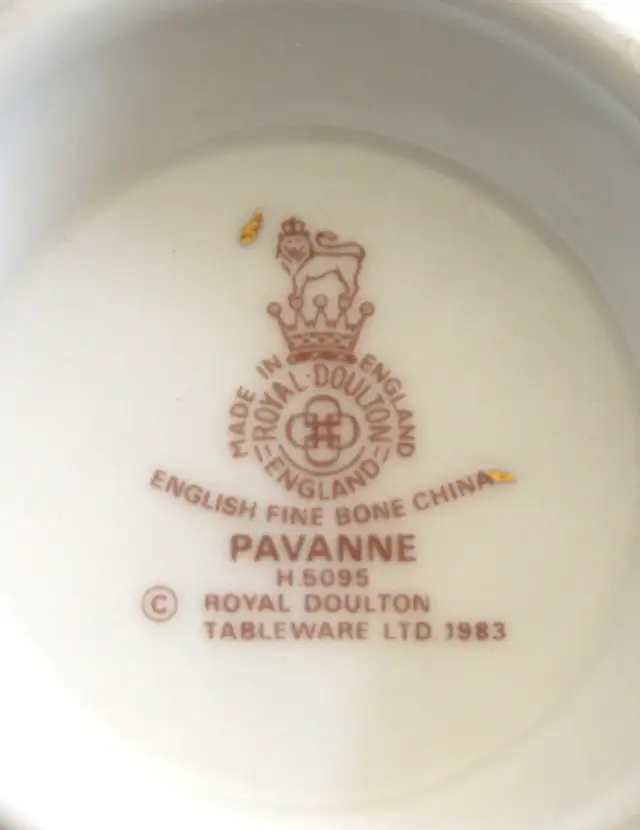 MADE IN ENGLAND
ROYAL·DOULTON
ENGLAND
ENGLISH FINE BONE CHINA
PAVANNE
H.5095
© ROYAL DOULTON
TABLEWARE LTD. 1983